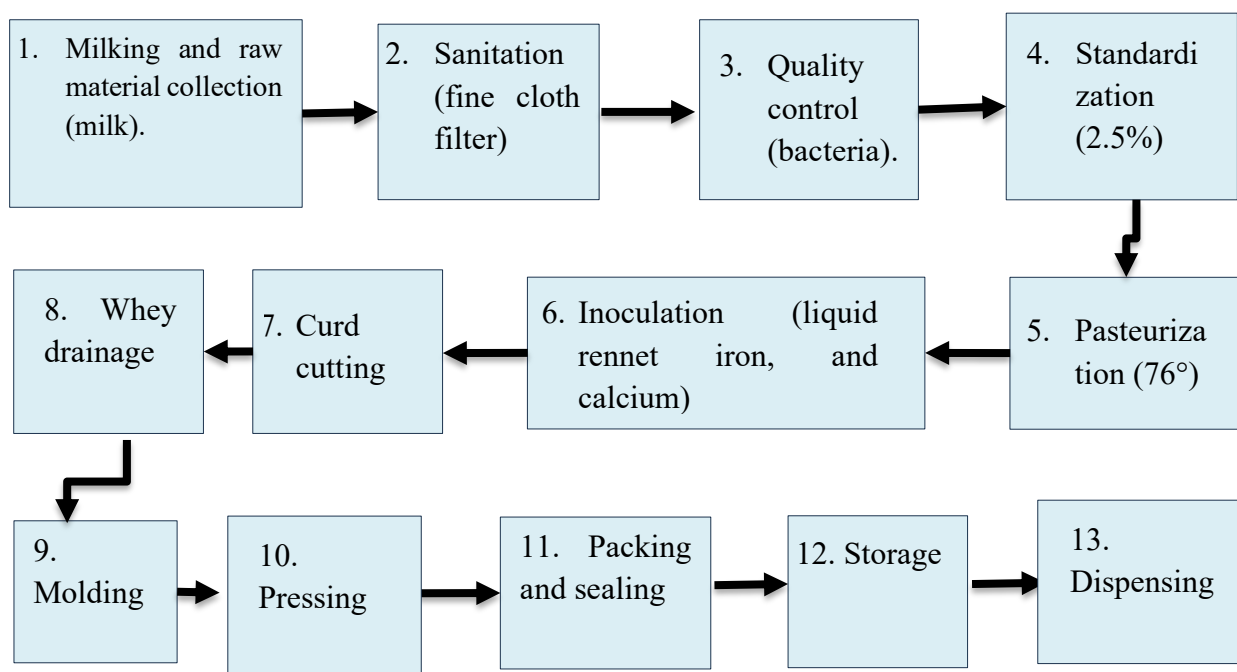 1. Milking and raw
material collection
(milk).
2. Sanitation
(fine cloth
filter)
3. Quality
control
(bacteria).
4. Standardi
zation
(2.5%)
5. Pasteuriza
tion (76°)
6. Inoculation (liquid
rennet iron, and
calcium)
7. Curd
cutting
8. Whey
drainage
9.
Molding
10.
Pressing
11. Packing
and sealing
12. Storage
13.
Dispensing